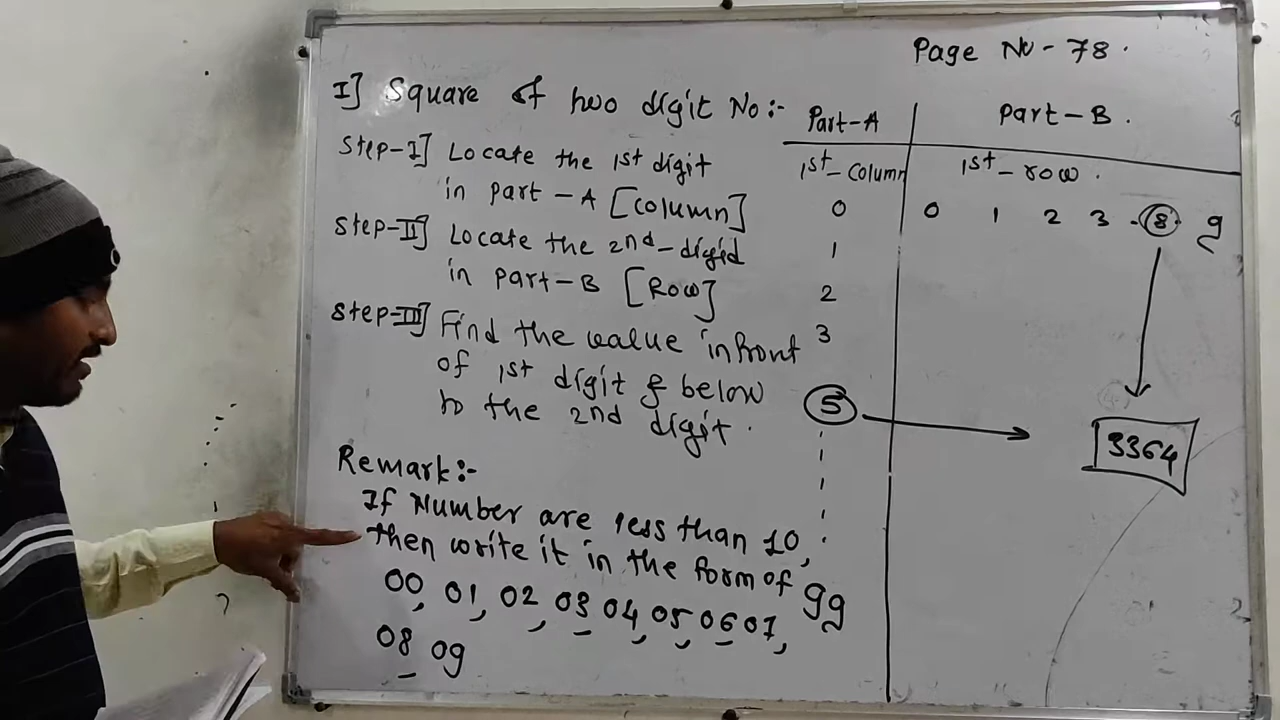 Page No - 78.
I] Square of two digit No :-
Step-I] Locate the 1st digit
in part - A [column]
Step-II] Locate the 2nd - digid
in part-B [Row]
Step-III] Find the value infront
of 1st digit & below
to the 2nd digit.
Remark :-
If Number are less than 10,
then write it in the form of
00, 01, 02, 03 04, 05, 06 07,
08 09
Part-A
Part-B.
1st-column
1st-row.
0
0 1 2 3 - 8 - 9
1
2
3
5
3364
99